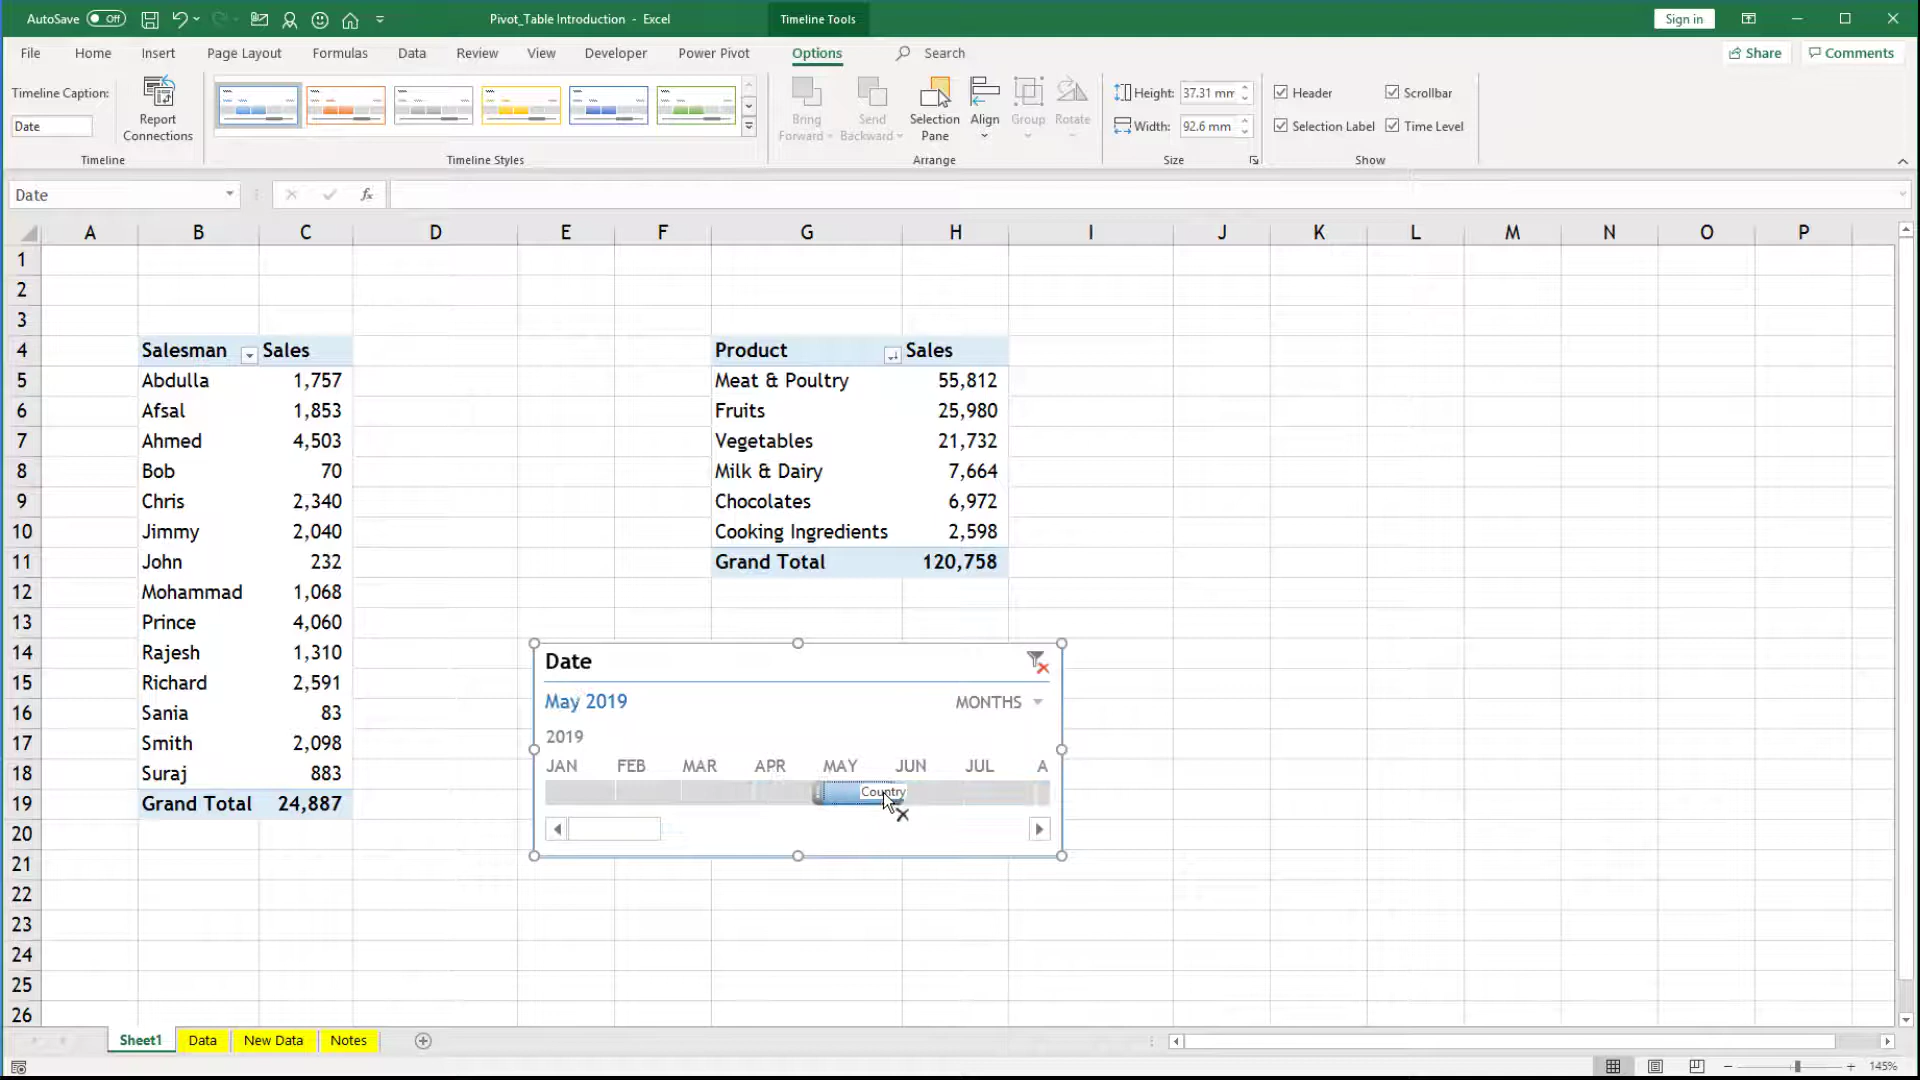 AutoSave Off Pivot_Table Introduction - Excel Timeline Tools Sign in
File Home Insert Page Layout Formulas Data Review View Developer Power Pivot Options Search Share Comments
Timeline Caption:
Date
Report Connections
Timeline
Timeline Styles
Bring Forward
Send Backward
Selection Pane
Align
Group
Rotate
Arrange
Height: 37.31 mm
Width: 92.6 mm
Size
Header
Scrollbar
Selection Label
Time Level
Show
Date fx
A B C D E F G H I J K L M N O P
1
2
3
4 Salesman Sales Product Sales
5 Abdulla 1,757 Meat & Poultry 55,812
6 Afsal 1,853 Fruits 25,980
7 Ahmed 4,503 Vegetables 21,732
8 Bob 70 Milk & Dairy 7,664
9 Chris 2,340 Chocolates 6,972
10 Jimmy 2,040 Cooking Ingredients 2,598
11 John 232 Grand Total 120,758
12 Mohammad 1,068
13 Prince 4,060
14 Rajesh 1,310
15 Richard 2,591
16 Sania 83
17 Smith 2,098
18 Suraj 883
19 Grand Total 24,887
20
21
22
23
24
25
26
Date
May 2019 MONTHS
2019
JAN FEB MAR APR MAY JUN JUL A
Country
Sheet1 Data New Data Notes
145%